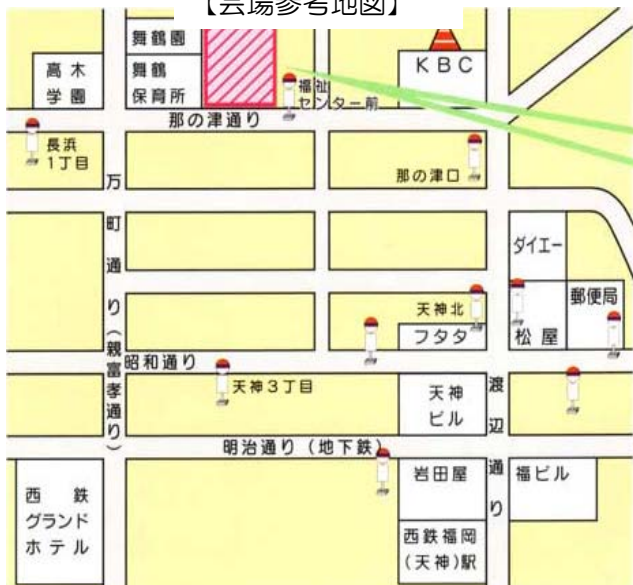 【会場参考地図】
舞鶴園
高木
学園
舞鶴
保育所
KBC
福祉
センター前
那の津通り
長浜
1丁目
那の津口
万町通り(親富孝通り)
ダイエー
天神北
郵便局
フタタ
松屋
昭和通り
天神3丁目
天神
ビル
渡辺通り
明治通り(地下鉄)
岩田屋
福ビル
西鉄
グランド
ホテル
西鉄福岡
(天神)駅